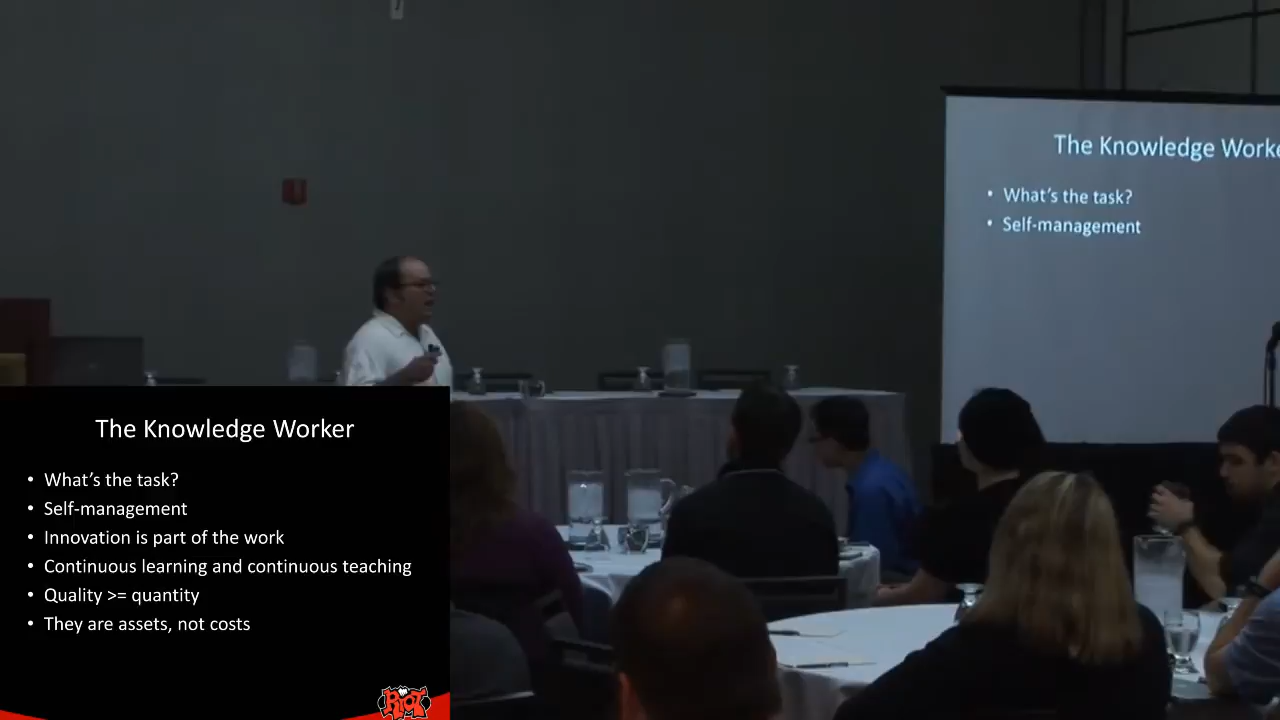 The Knowledge Worke
• What's the task?
• Self-management
The Knowledge Worker
• What's the task?
• Self-management
• Innovation is part of the work
• Continuous learning and continuous teaching
• Quality >= quantity
• They are assets, not costs
RIOT